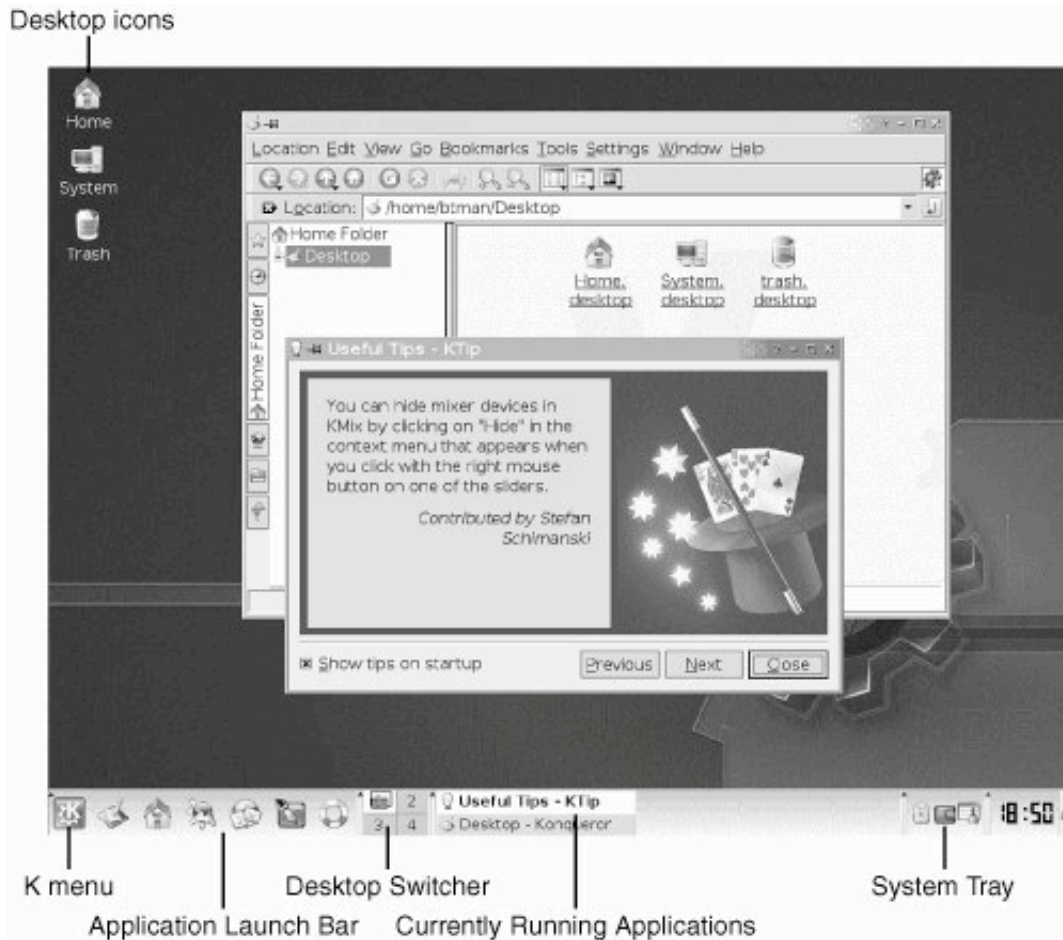 Desktop icons
Home
System
Trash
Location Edit View Go Bookmarks Tools Settings Window Help
Location: /home/btman/Desktop
Home Folder
Desktop
Home Folder
Home.
desktop
System.
desktop
trash.
desktop
Useful Tips - KTip
You can hide mixer devices in
KMix by clicking on "Hide" in the
context menu that appears when
you click with the right mouse
button on one of the sliders.
Contributed by Stefan
Schimanski
Show tips on startup
Previous
Next
Close
2
3
4
Useful Tips - KTip
Desktop - Konqueror
18:50
K menu
Application Launch Bar
Desktop Switcher
Currently Running Applications
System Tray